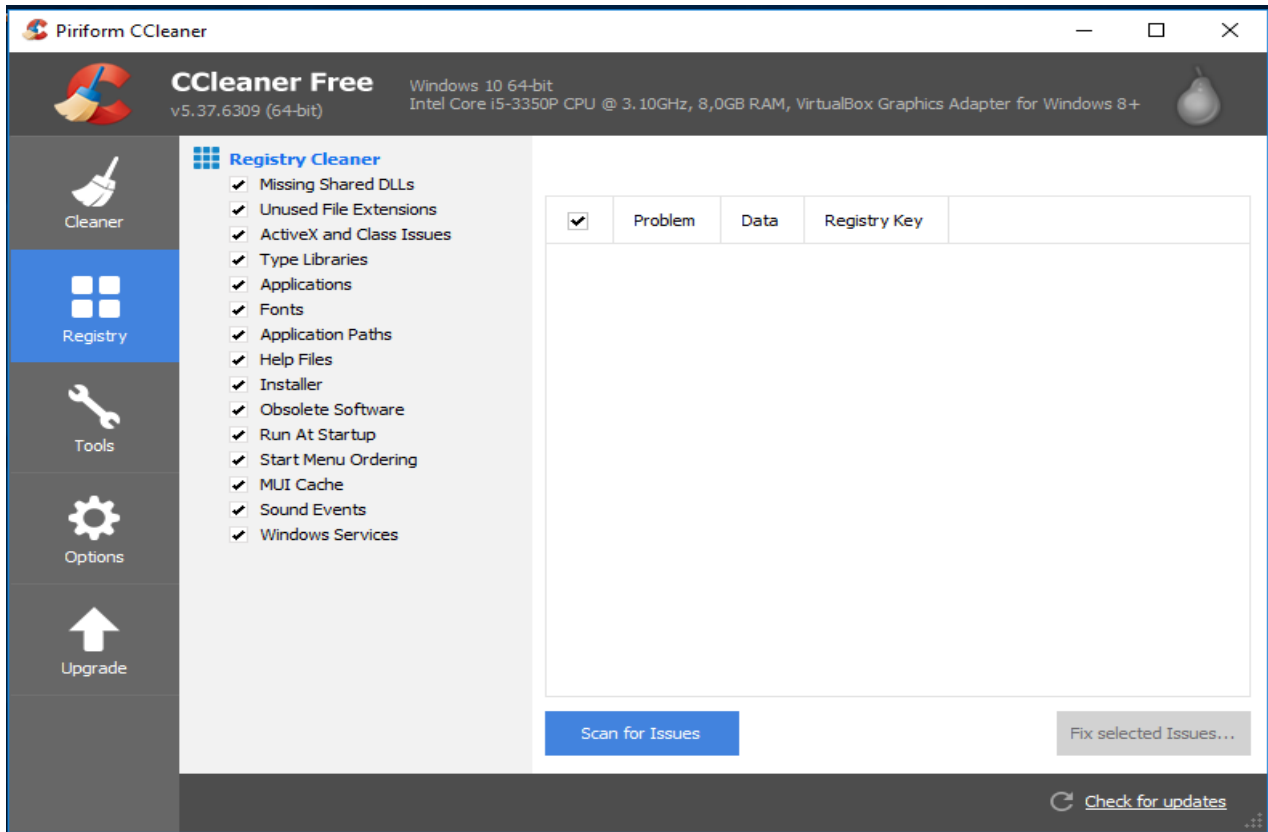 Piriform CCleaner
CCleaner Free
v5.37.6309 (64-bit)
Windows 10 64-bit
Intel Core i5-3350P CPU @ 3.10GHz, 8,0GB RAM, VirtualBox Graphics Adapter for Windows 8+
Cleaner
Registry
Tools
Options
Upgrade
Registry Cleaner
Missing Shared DLLs
Unused File Extensions
ActiveX and Class Issues
Type Libraries
Applications
Fonts
Application Paths
Help Files
Installer
Obsolete Software
Run At Startup
Start Menu Ordering
MUI Cache
Sound Events
Windows Services
Problem Data Registry Key
Scan for Issues Fix selected Issues...
Check for updates